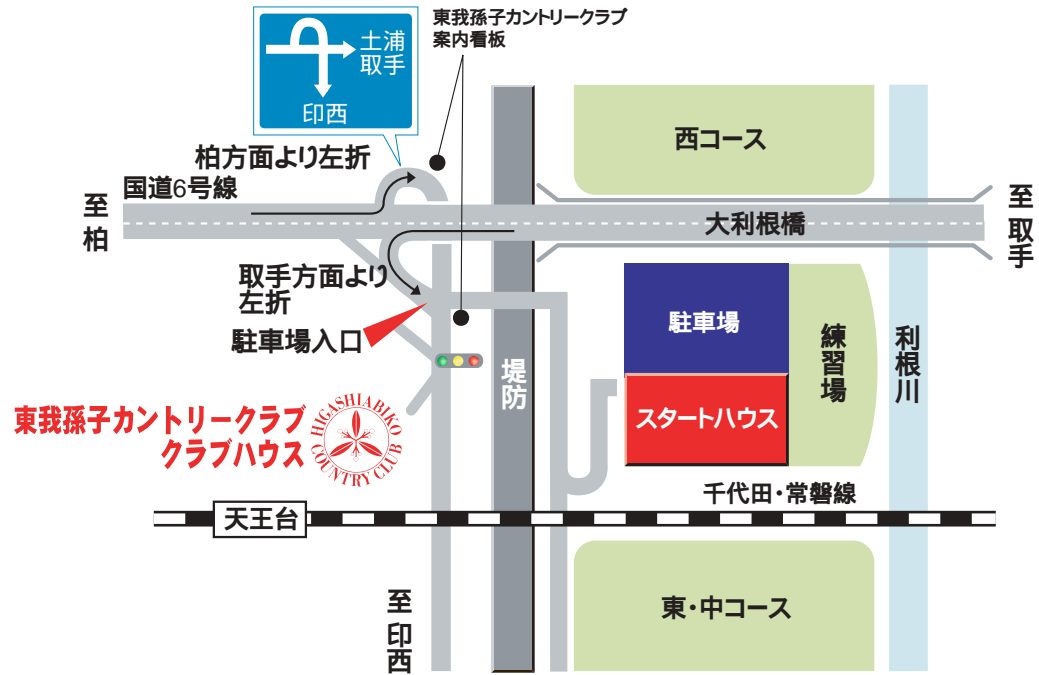 東我孫子カントリークラブ
案内看板
土浦
取手
印西
柏方面より左折
国道6号線
至柏
西コース
大利根橋
至取手
取手方面より
左折
駐車場入口
駐車場
練習場
利根川
堤防
スタートハウス
東我孫子カントリークラブ
クラブハウス
HIGASHIABIKO
COUNTRY CLUB
千代田・常磐線
天王台
至印西
東・中コース